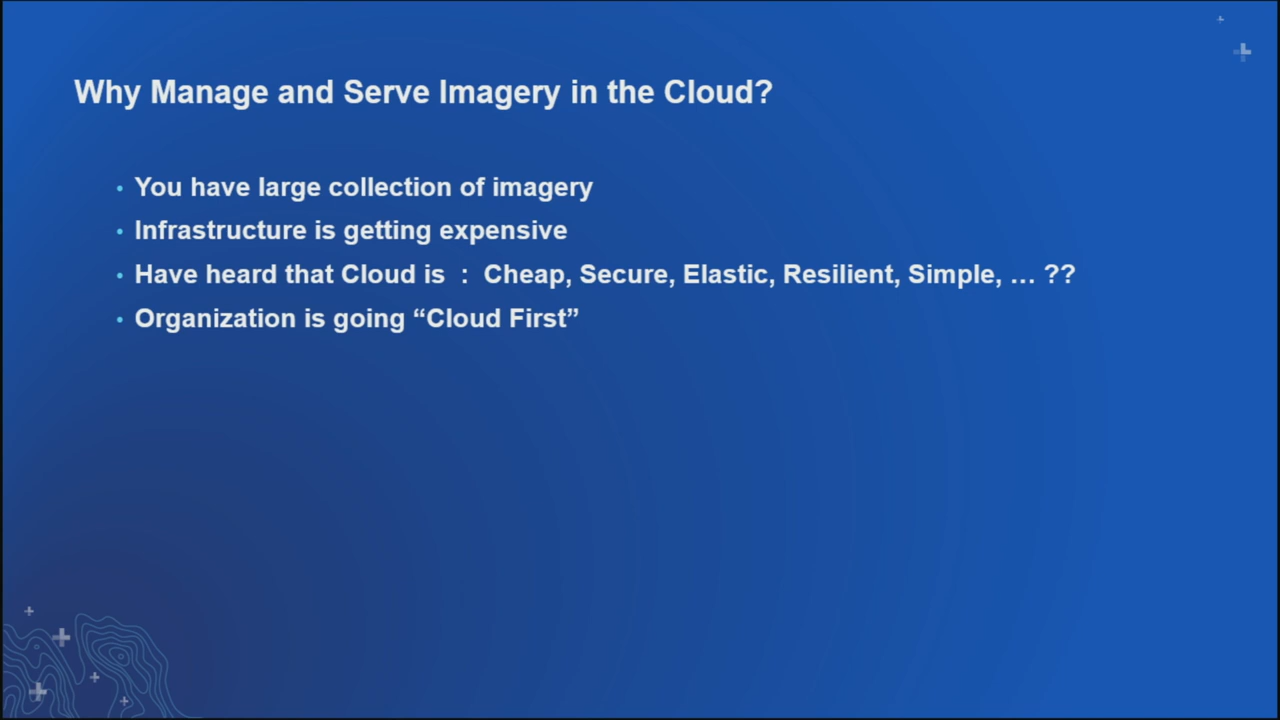 Why Manage and Serve Imagery in the Cloud?
• You have large collection of imagery
• Infrastructure is getting expensive
• Have heard that Cloud is : Cheap, Secure, Elastic, Resilient, Simple, … ??
• Organization is going “Cloud First”